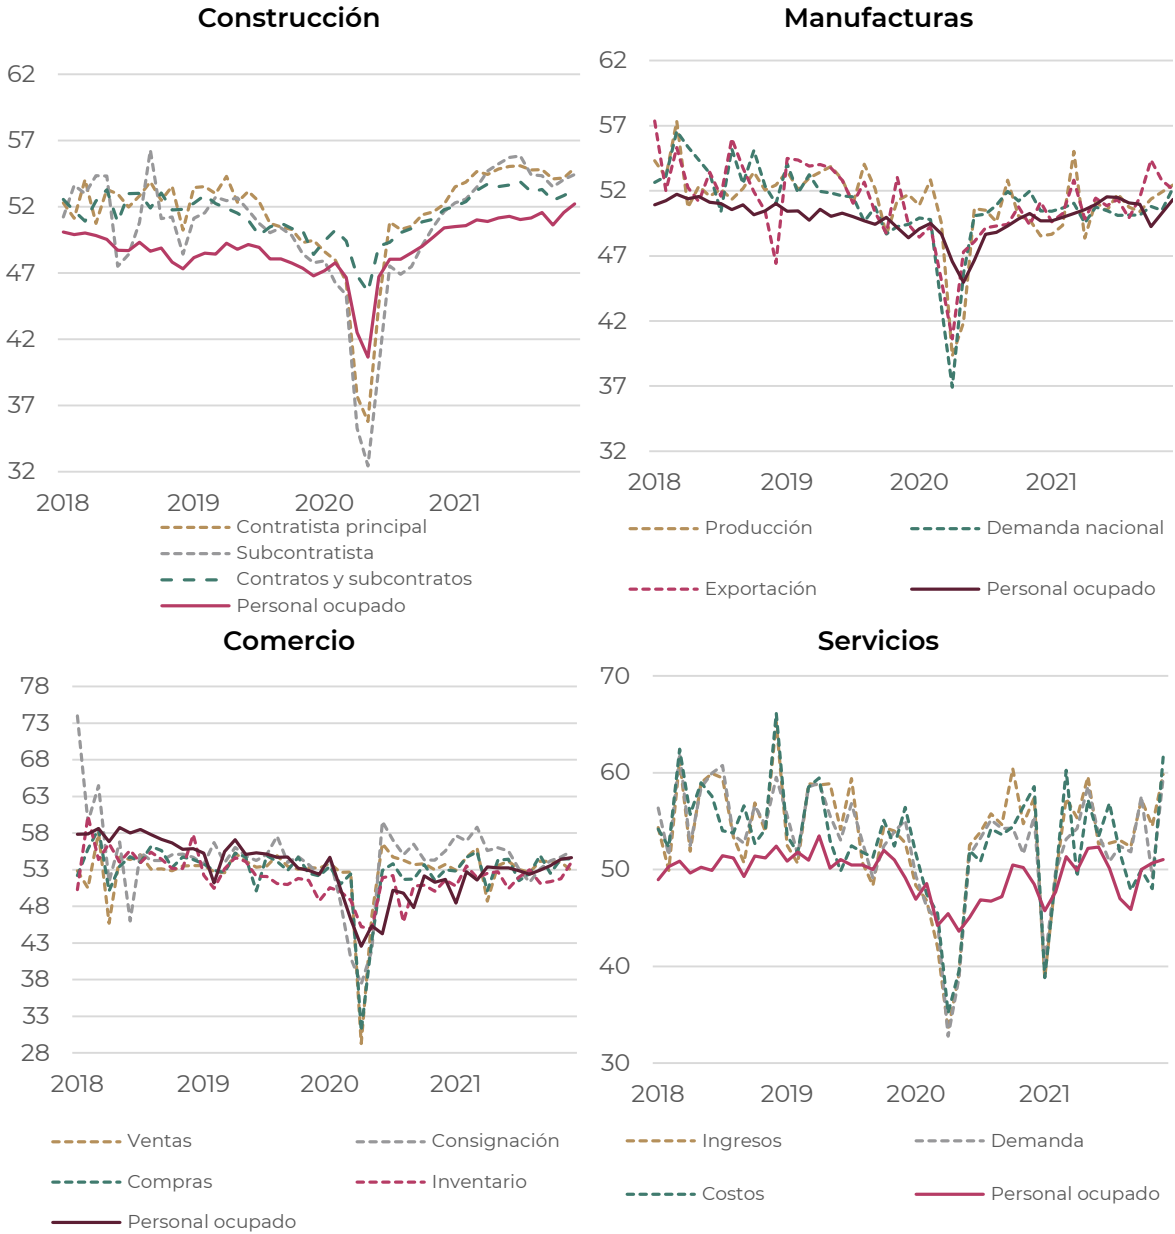 Construcción
62
57
52
47
42
37
32
2018 2019 2020 2021
Contratista principal
Subcontratista
Contratos y subcontratos
Personal ocupado
Manufacturas
62
57
52
47
42
37
32
2018 2019 2020 2021
Producción Demanda nacional
Exportación Personal ocupado
Comercio
78
73
68
63
58
53
48
43
38
33
28
2018 2019 2020 2021
Ventas Consignación
Compras Inventario
Personal ocupado
Servicios
70
60
50
40
30
2018 2019 2020 2021
Ingresos Demanda
Costos Personal ocupado